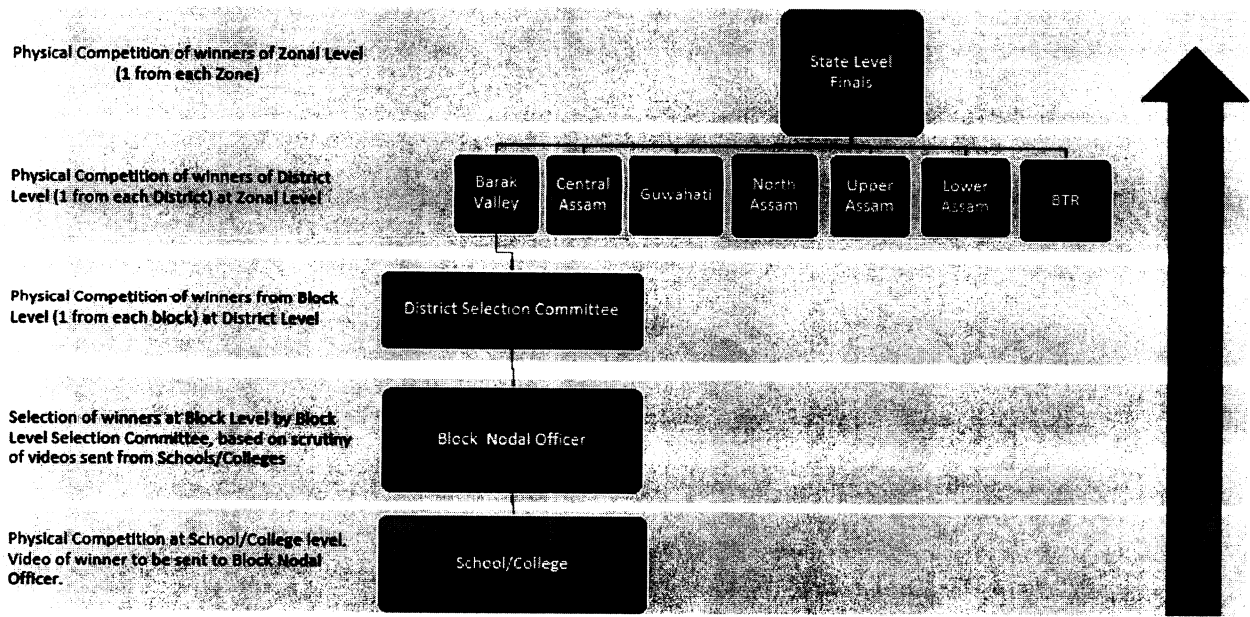 Physical Competition of winners of Zonal Level
(1 from each Zone)
State Level
Finals
Physical Competition of winners of District
Level (1 from each District) at Zonal Level
Barak
Valley
Central
Assam
Guwahati
North
Assam
Upper
Assam
Lower
Assam
BTR
Physical Competition of winners from Block
Level (1 from each block) at District Level
District Selection Committee
Selection of winners at Block Level by Block
Level Selection Committee, based on scrutiny
of videos sent from Schools/Colleges
Block Nodal Officer
Physical Competition at School/College level.
Video of winner to be sent to Block Nodal
Officer.
School/College